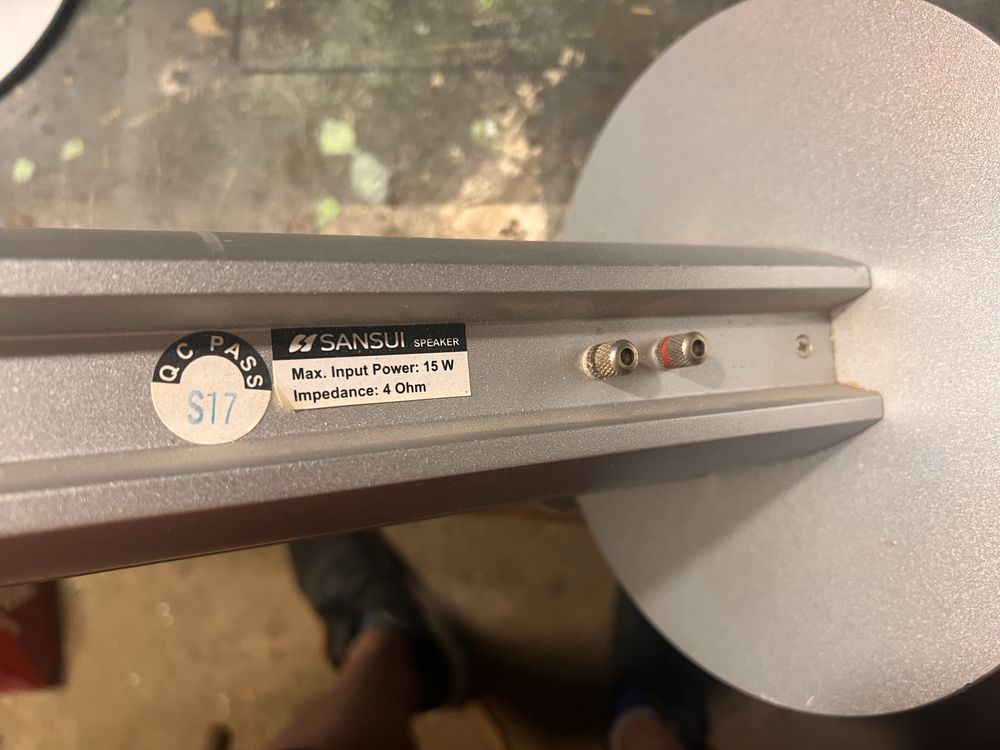 QC PASS
S17
SANSUI SPEAKER
Max. Input Power: 15 W
Impedance: 4 Ohm